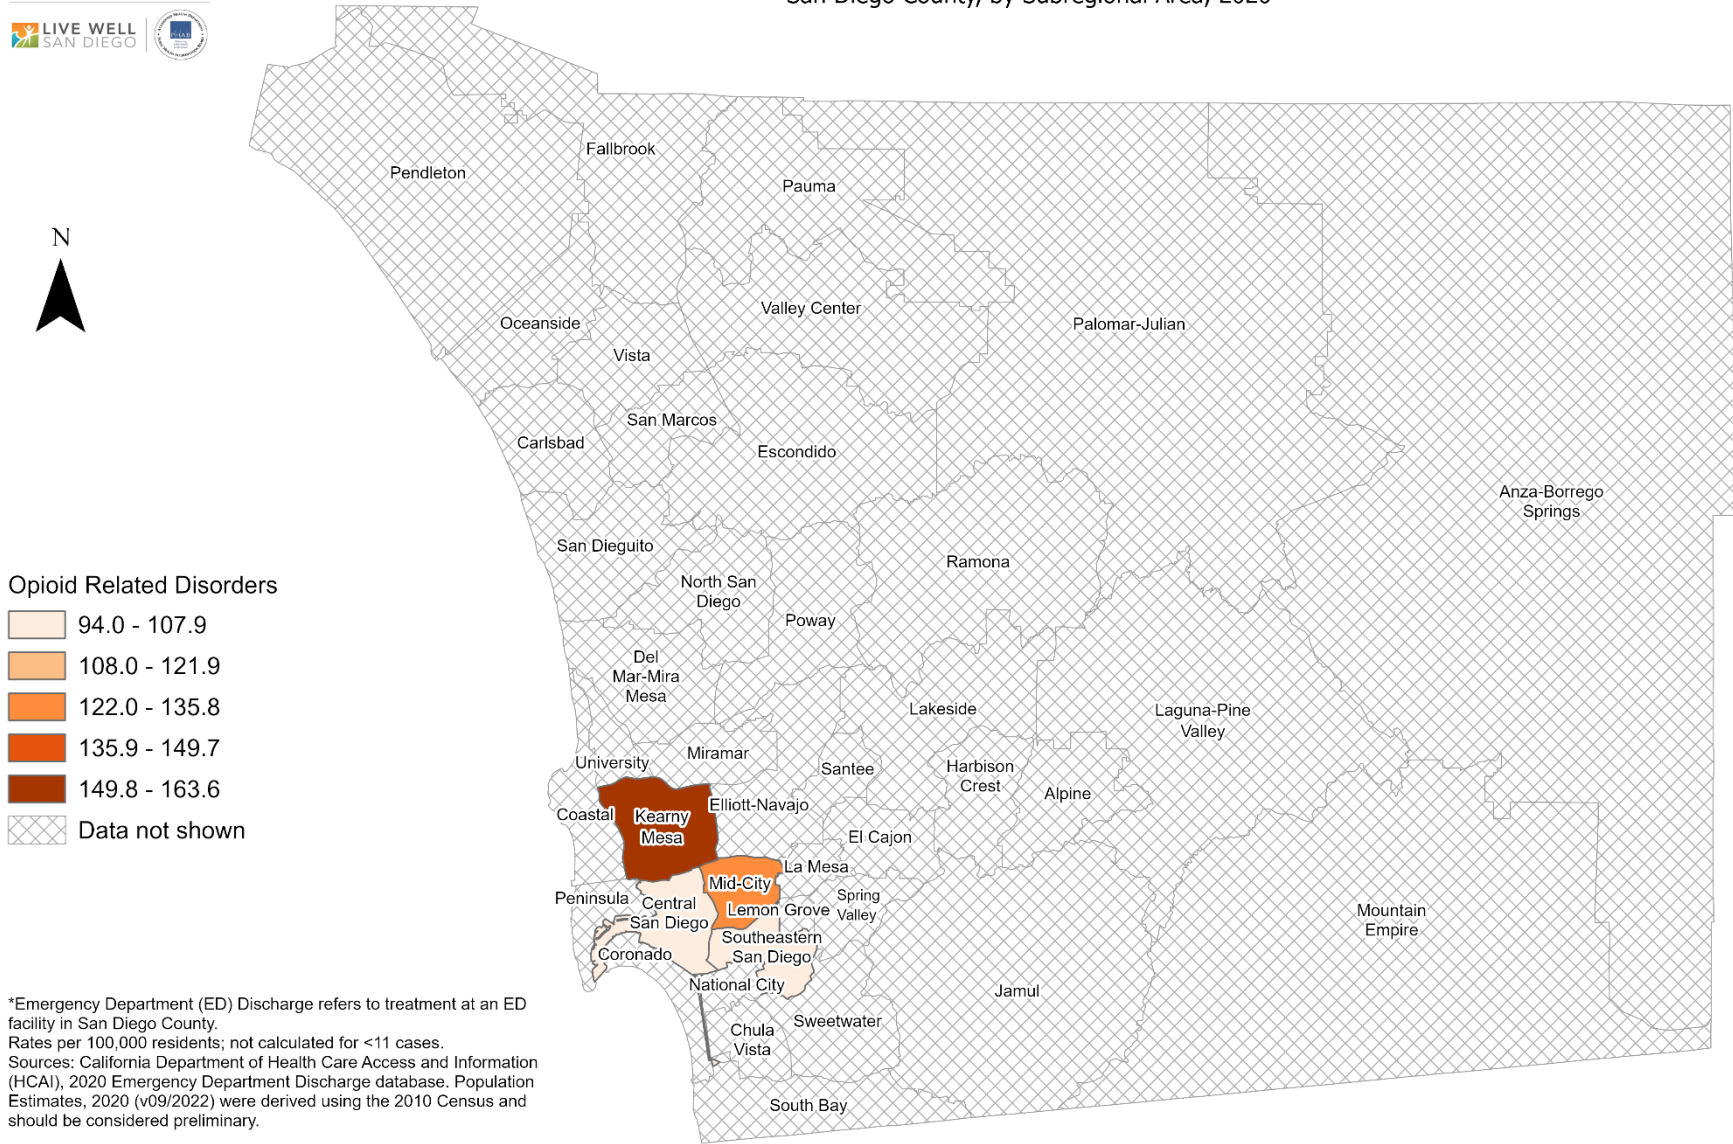 San Diego County, by Subregional Area, 2020
LIVE WELL
SAN DIEGO
PHAB
N
Fallbrook
Pendleton
Pauma
Valley Center
Oceanside
Palomar-Julian
Vista
San Marcos
Carlsbad
Escondido
Anza-Borrego
Springs
San Dieguito
Ramona
North San
Diego
Poway
Del
Mar-Mira
Mesa
Lakeside
Laguna-Pine
Valley
Miramar
University
Santee
Harbison
Crest
Alpine
Coastal
Kearny
Mesa
Elliott-Navajo
El Cajon
La Mesa
Mid-City
Peninsula
Central
San Diego
Lemon Grove
Spring
Valley
Mountain
Empire
Southeastern
San Diego
Coronado
National City
Jamul
Sweetwater
Chula
Vista
South Bay
Opioid Related Disorders
94.0 - 107.9
108.0 - 121.9
122.0 - 135.8
135.9 - 149.7
149.8 - 163.6
Data not shown
*Emergency Department (ED) Discharge refers to treatment at an ED
facility in San Diego County.
Rates per 100,000 residents; not calculated for <11 cases.
Sources: California Department of Health Care Access and Information
(HCAI), 2020 Emergency Department Discharge database. Population
Estimates, 2020 (v09/2022) were derived using the 2010 Census and
should be considered preliminary.